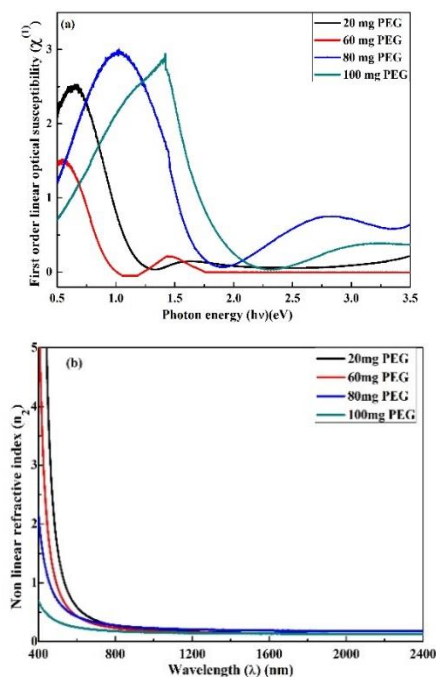 (a)
20 mg PEG
60 mg PEG
80 mg PEG
100 mg PEG
First order linear optical susceptibility (χ(1))
3
2
1
0
0.5 1.0 1.5 2.0 2.5 3.0 3.5
Photon energy (hν)(eV)
(b)
20mg PEG
60mg PEG
80mg PEG
100mg PEG
Non linear refractive index (n2)
5
4
3
2
1
0
400 800 1200 1600 2000 2400
Wavelength (λ) (nm)